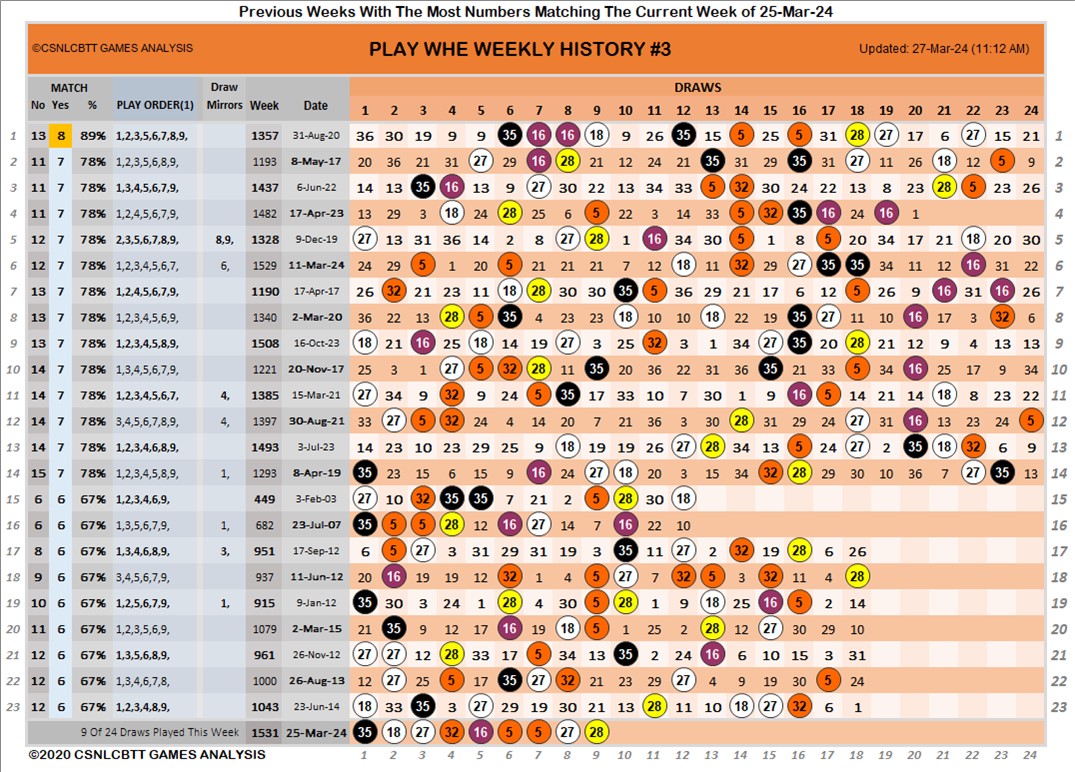 Previous Weeks With The Most Numbers Matching The Current Week of 25-Mar-24
©CSNLCBTT GAMES ANALYSIS PLAY WHE WEEKLY HISTORY #3 Updated: 27-Mar-24 (11:12 AM)
MATCH Draw DRAWS
No Yes % PLAY ORDER(1) Mirrors Week Date 1 2 3 4 5 6 7 8 9 10 11 12 13 14 15 16 17 18 19 20 21 22 23 24
1 13 8 89% 1,2,3,5,6,7,8,9, 1357 31-Aug-20 36 30 19 9 9 35 16 16 18 9 26 35 15 5 25 5 31 28 27 17 6 27 15 21 1
2 11 7 78% 1,2,3,5,6,8,9, 1193 8-May-17 20 36 21 31 27 29 16 28 21 12 24 21 35 31 29 35 31 27 11 26 18 12 5 9 2
3 11 7 78% 1,3,4,5,6,7,9, 1437 6-Jun-22 14 13 35 16 13 9 27 30 22 13 34 33 5 32 30 24 22 13 8 23 28 5 23 26 3
4 11 7 78% 1,2,4,5,6,7,9, 1482 17-Apr-23 13 29 3 18 24 28 25 6 5 22 3 14 33 5 32 35 16 24 16 1 4
5 12 7 78% 2,3,5,6,7,8,9, 8,9, 1328 9-Dec-19 27 13 31 36 14 2 8 27 28 1 16 34 30 5 1 8 5 20 34 17 21 18 20 30 5
6 12 7 78% 1,2,3,4,5,6,7, 6, 1529 11-Mar-24 24 29 5 1 20 5 21 21 21 7 12 18 11 32 29 27 35 35 34 11 12 16 31 22 6
7 13 7 78% 1,2,4,5,6,7,9, 1190 17-Apr-17 26 32 21 23 11 18 28 30 30 35 5 36 29 21 17 6 12 5 26 9 16 31 16 26 7
8 13 7 78% 1,2,3,4,5,6,9, 1340 2-Mar-20 36 22 13 28 5 35 4 23 23 18 10 10 18 22 19 35 27 11 10 16 17 3 32 6 8
9 13 7 78% 1,2,3,4,5,8,9, 1508 16-Oct-23 18 21 16 25 18 14 19 27 3 25 32 3 1 34 27 35 20 28 21 12 9 4 13 13 9
10 14 7 78% 1,3,4,5,6,7,9, 1221 20-Nov-17 25 3 1 27 5 32 28 11 35 20 36 22 31 36 35 21 33 5 34 16 25 17 9 34 10
11 14 7 78% 1,2,3,4,5,6,7, 4, 1385 15-Mar-21 27 34 9 32 9 24 5 35 17 33 10 7 30 1 9 16 5 14 21 14 18 8 23 22 11
12 14 7 78% 3,4,5,6,7,8,9, 4, 1397 30-Aug-21 33 27 5 32 24 4 14 20 7 21 36 3 30 28 31 29 24 27 31 16 13 23 24 5 12
13 14 7 78% 1,2,3,4,6,8,9, 1493 3-Jul-23 14 23 10 29 25 9 9 18 19 19 26 27 28 34 13 5 24 27 2 35 18 32 6 9 13
14 15 7 78% 1,2,3,4,5,8,9, 1, 1293 8-Apr-19 35 23 15 6 15 9 16 24 27 18 20 3 15 34 32 28 29 30 10 36 7 27 35 13 14
15 6 6 67% 1,2,3,4,6,9, 449 3-Feb-03 27 10 32 35 35 7 21 2 5 28 30 18 15
16 6 6 67% 1,3,5,6,7,9, 1, 682 23-Jul-07 35 5 5 28 12 16 27 14 7 16 22 10 16
17 8 6 67% 1,3,4,6,8,9, 3, 951 17-Sep-12 6 5 27 3 31 29 31 19 3 35 11 27 2 32 19 28 6 26 17
18 9 6 67% 3,4,5,6,7,9, 937 11-Jun-12 20 16 19 19 12 32 1 4 5 27 7 32 5 3 32 11 4 28 18
19 10 6 67% 1,2,5,6,7,9, 1, 915 9-Jan-12 35 30 3 24 1 28 4 30 5 28 1 9 18 25 16 5 2 14 19
20 11 6 67% 1,2,3,5,6,9, 1079 2-Mar-15 21 35 9 12 17 16 19 18 5 1 25 2 28 12 27 30 29 10 20
21 12 6 67% 1,3,5,6,8,9, 961 26-Nov-12 27 27 12 28 33 17 5 34 13 35 2 24 16 6 10 15 3 31 21
22 12 6 67% 1,3,4,6,7,8, 1000 26-Aug-13 12 27 25 5 17 35 27 32 21 23 29 27 4 9 19 30 5 24 22
23 12 6 67% 1,2,3,4,8,9, 1043 23-Jun-14 18 33 35 3 27 29 19 30 21 13 28 11 10 18 27 32 6 1 23
9 Of 24 Draws Played This Week 1531 25-Mar-24 35 18 27 32 16 5 5 27 28
©2020 CSNLCBTT GAMES ANALYSIS 1 2 3 4 5 6 7 8 9 10 11 12 13 14 15 16 17 18 19 20 21 22 23 24